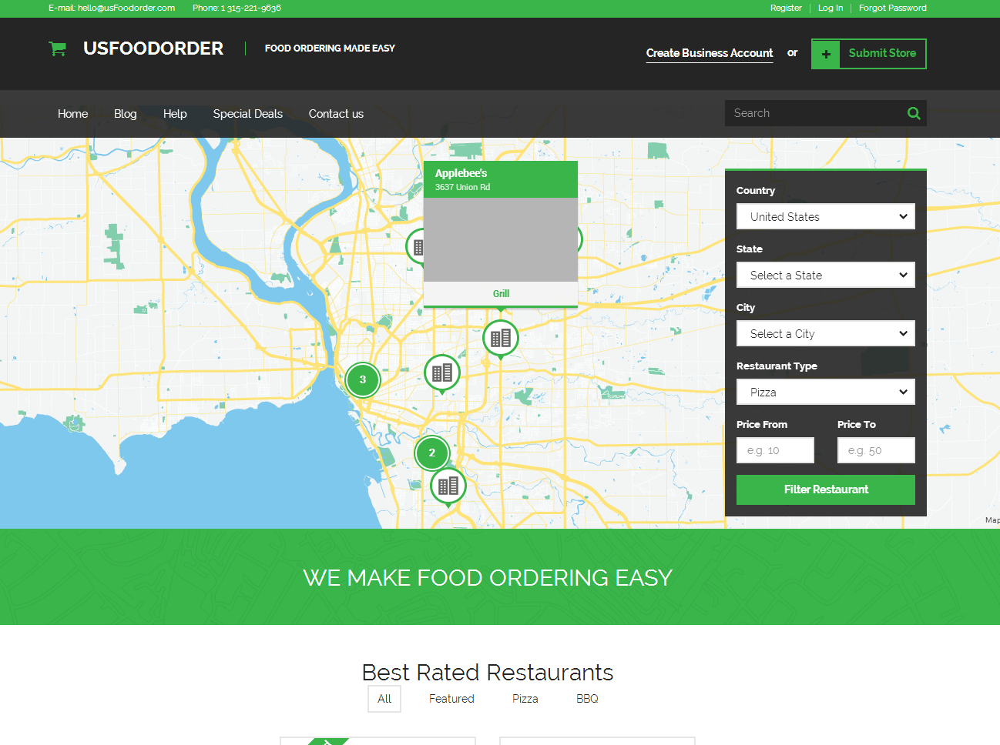 E-mail: hello@usFoodorder.com Phone: 1 315-221-9636 Register Log In Forgot Password
USFOODORDER FOOD ORDERING MADE EASY Create Business Account or + Submit Store
Home Blog Help Special Deals Contact us Search
Applebee's
3637 Union Rd
Grill
3
2
Country
United States
State
Select a State
City
Select a City
Restaurant Type
Pizza
Price From Price To
e.g. 10 e.g. 50
Filter Restaurant
Map
WE MAKE FOOD ORDERING EASY
Best Rated Restaurants
All Featured Pizza BBQ